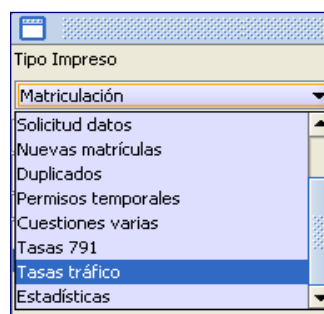 Tipo Impreso
Matriculación
Solicitud datos
Nuevas matrículas
Duplicados
Permisos temporales
Cuestiones varias
Tasas 791
Tasas tráfico
Estadísticas